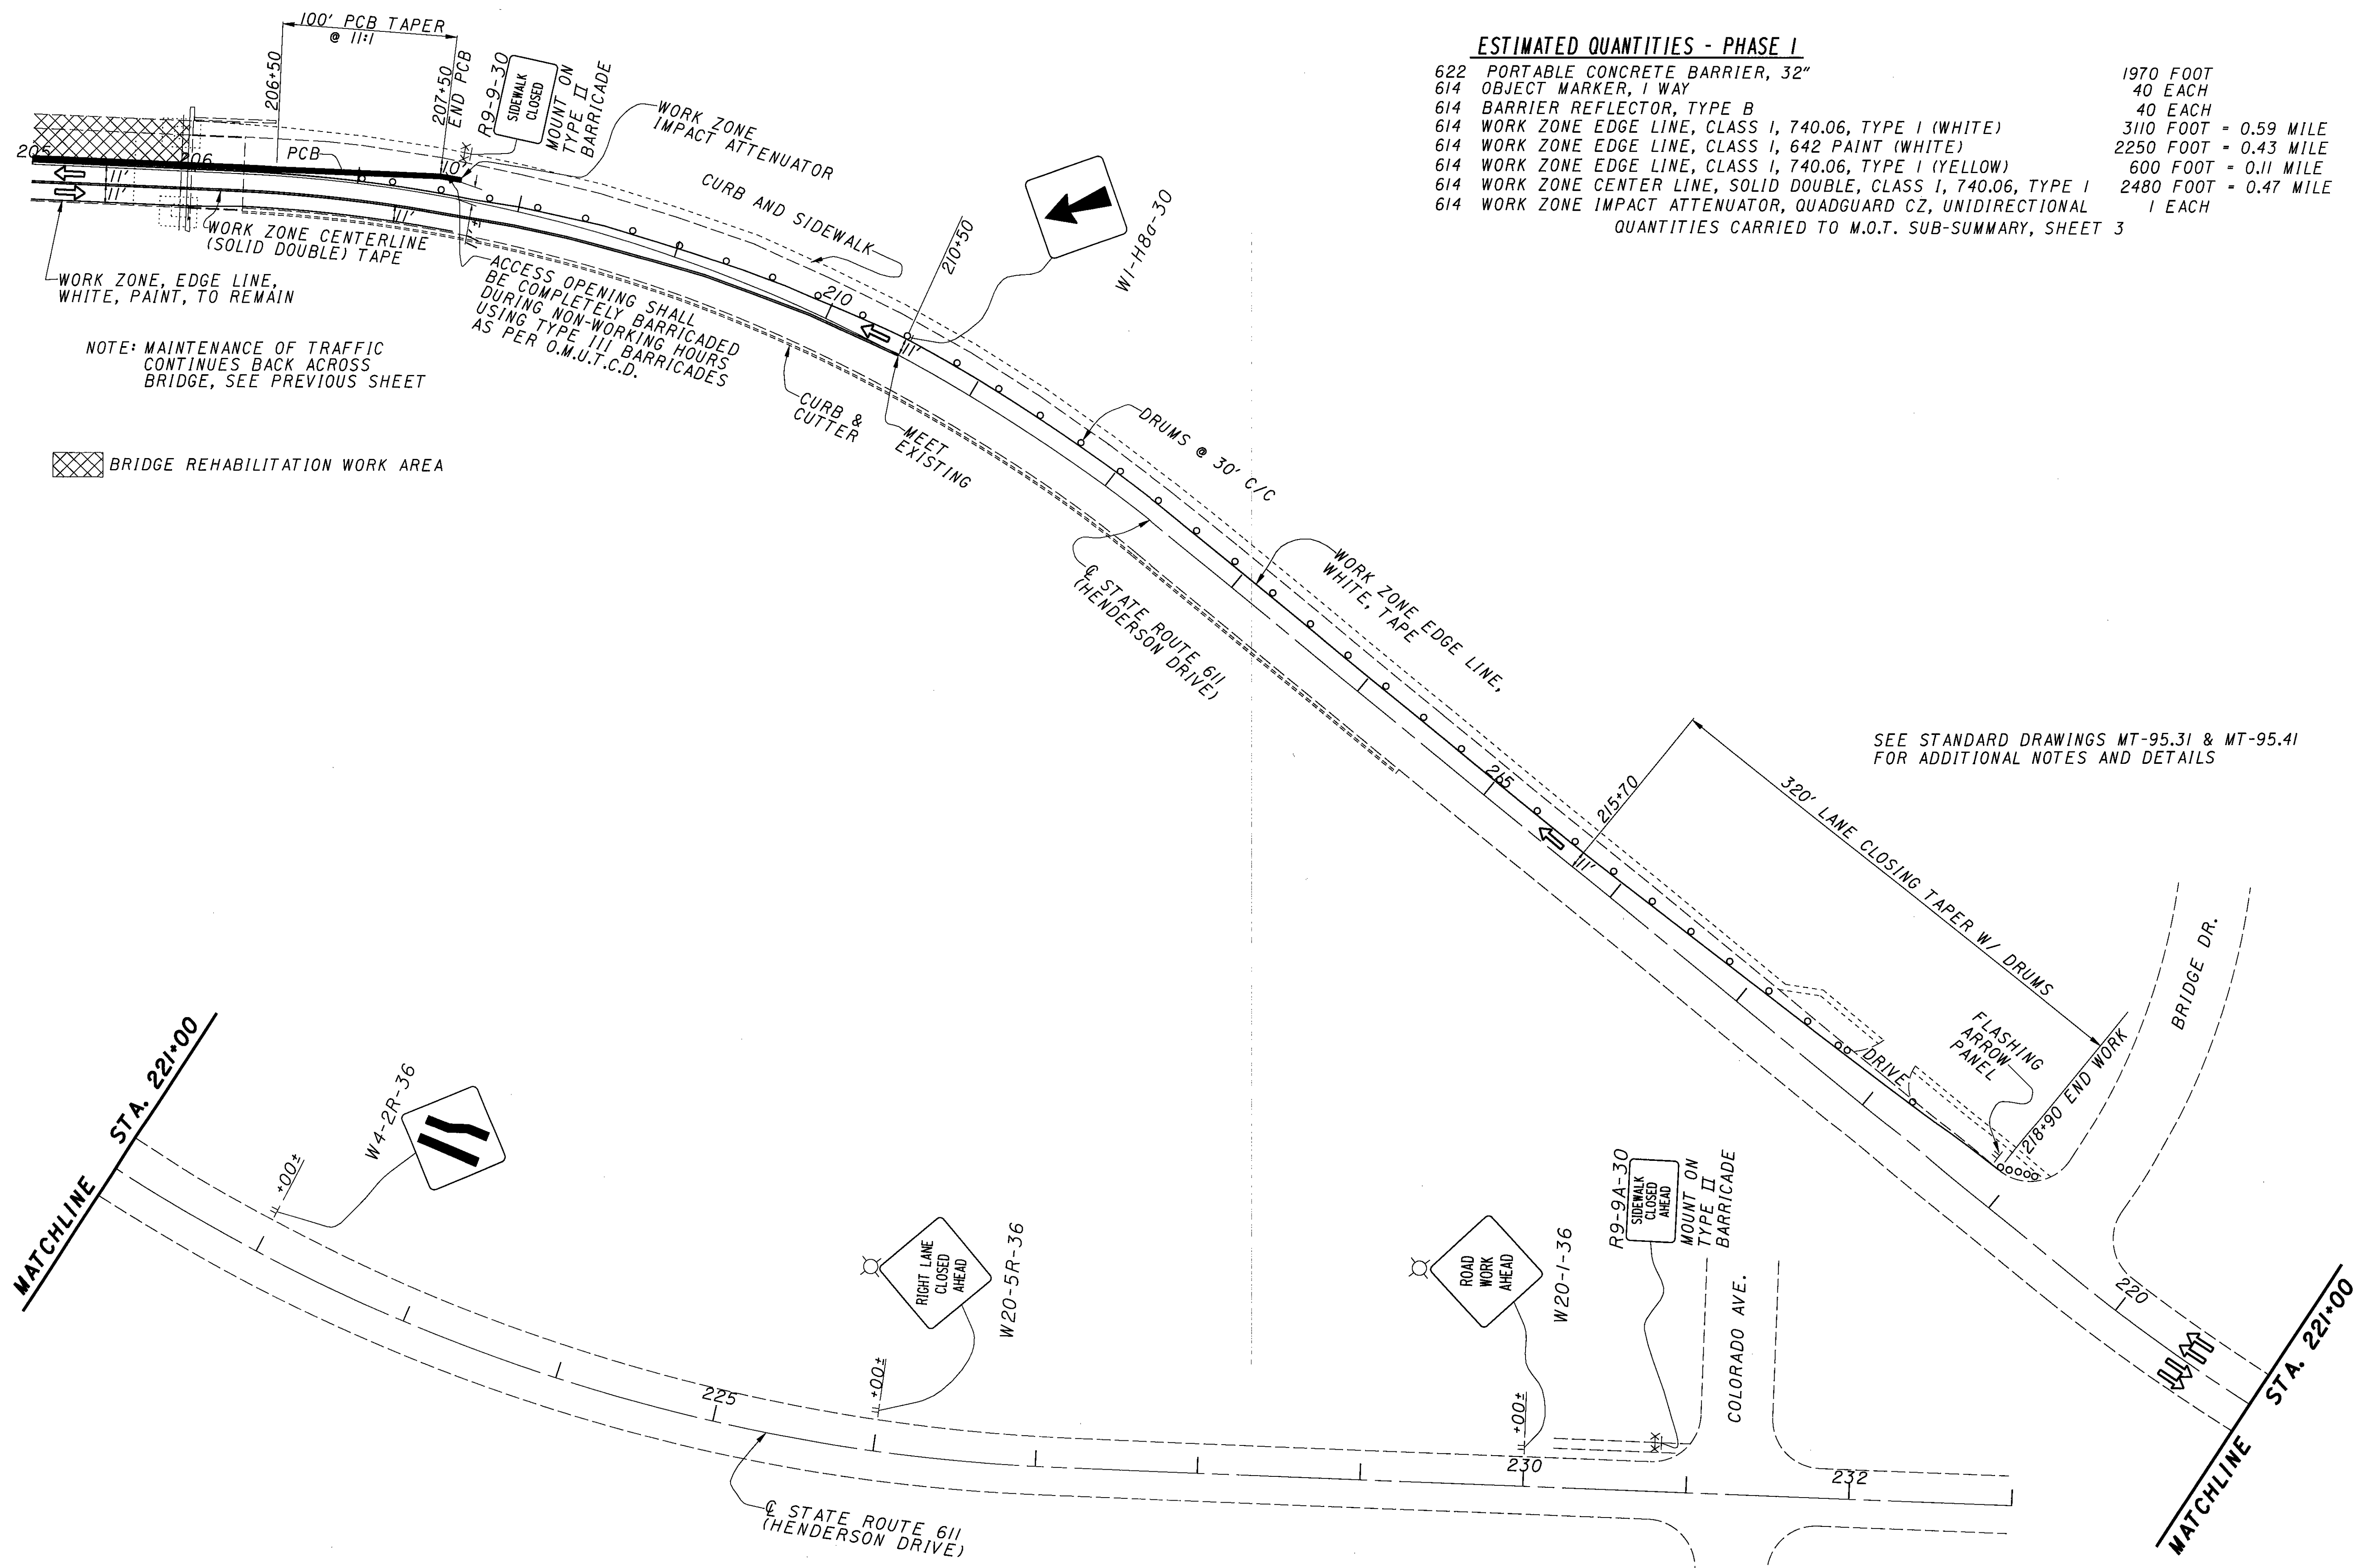 100' PCB TAPER
@ 11:1
206+50
207+50
END PCB
R9-9-30
SIDEWALK
CLOSED
MOUNT ON
TYPE II
BARRICADE
WORK ZONE
IMPACT ATTENUATOR
CURB AND SIDEWALK
210+50
W1-H8a-30
ESTIMATED QUANTITIES - PHASE 1
622 PORTABLE CONCRETE BARRIER, 32" 1970 FOOT
614 OBJECT MARKER, 1 WAY 40 EACH
614 BARRIER REFLECTOR, TYPE B 40 EACH
614 WORK ZONE EDGE LINE, CLASS 1, 740.06, TYPE 1 (WHITE) 3110 FOOT = 0.59 MILE
614 WORK ZONE EDGE LINE, CLASS 1, 642 PAINT (WHITE) 2250 FOOT = 0.43 MILE
614 WORK ZONE EDGE LINE, CLASS 1, 740.06, TYPE 1 (YELLOW) 600 FOOT = 0.11 MILE
614 WORK ZONE CENTER LINE, SOLID DOUBLE, CLASS 1, 740.06, TYPE 1 2480 FOOT = 0.47 MILE
614 WORK ZONE IMPACT ATTENUATOR, QUADGUARD CZ, UNIDIRECTIONAL 1 EACH
QUANTITIES CARRIED TO M.O.T. SUB-SUMMARY, SHEET 3
205
206
PCB
10'
11'
11'
11'
17'±
WORK ZONE CENTERLINE
(SOLID DOUBLE) TAPE
WORK ZONE, EDGE LINE,
WHITE, PAINT, TO REMAIN
ACCESS OPENING SHALL
BE COMPLETELY BARRICADED
DURING NON-WORKING HOURS
USING TYPE III BARRICADES
AS PER O.M.U.T.C.D.
NOTE: MAINTENANCE OF TRAFFIC
CONTINUES BACK ACROSS
BRIDGE, SEE PREVIOUS SHEET
BRIDGE REHABILITATION WORK AREA
210
11'
CURB &
CUTTER
MEET
EXISTING
DRUMS @ 30' C/C
℄ STATE ROUTE 611
(HENDERSON DRIVE)
WORK ZONE EDGE LINE,
WHITE, TAPE
SEE STANDARD DRAWINGS MT-95.31 & MT-95.41
FOR ADDITIONAL NOTES AND DETAILS
215
215+70
11'
320' LANE CLOSING TAPER W/ DRUMS
DRIVE
FLASHING
ARROW
PANEL
218+90 END WORK
BRIDGE DR.
220
MATCHLINE STA. 221+00
MATCHLINE STA. 221+00
+00±
W4-2R-36
225
+00±
RIGHT LANE
CLOSED
AHEAD
W20-5R-36
+00±
ROAD
WORK
AHEAD
W20-1-36
R9-9A-30
SIDEWALK
CLOSED
AHEAD
MOUNT ON
TYPE II
BARRICADE
COLORADO AVE.
230
232
℄ STATE ROUTE 611
(HENDERSON DRIVE)